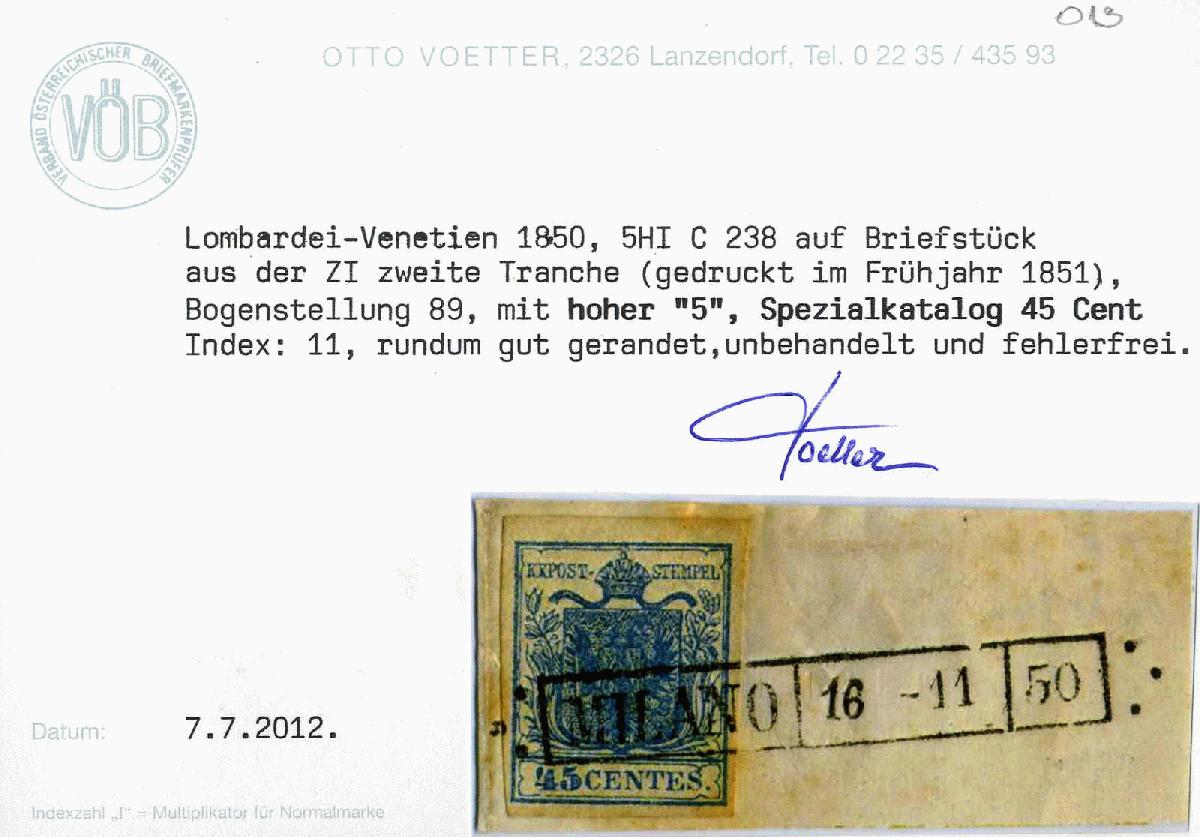 013
OTTO VOETTER, 2326 Lanzendorf, Tel. 0 22 35 / 435 93
VERBAND ÖSTERREICHISCHER BRIEFMARKENPRÜFER
VÖB
Lombardei-Venetien 1850, 5HI C 238 auf Briefstück
aus der ZI zweite Tranche (gedruckt im Frühjahr 1851),
Bogenstellung 89, mit hoher "5", Spezialkatalog 45 Cent
Index: 11, rundum gut gerandet,unbehandelt und fehlerfrei.
Voetter
KKPOST-STEMPEL
MILANO 16 -11 50
45CENTES.
Datum: 7.7.2012.
Indexzahl „I" = Multiplikator für Normalmarke